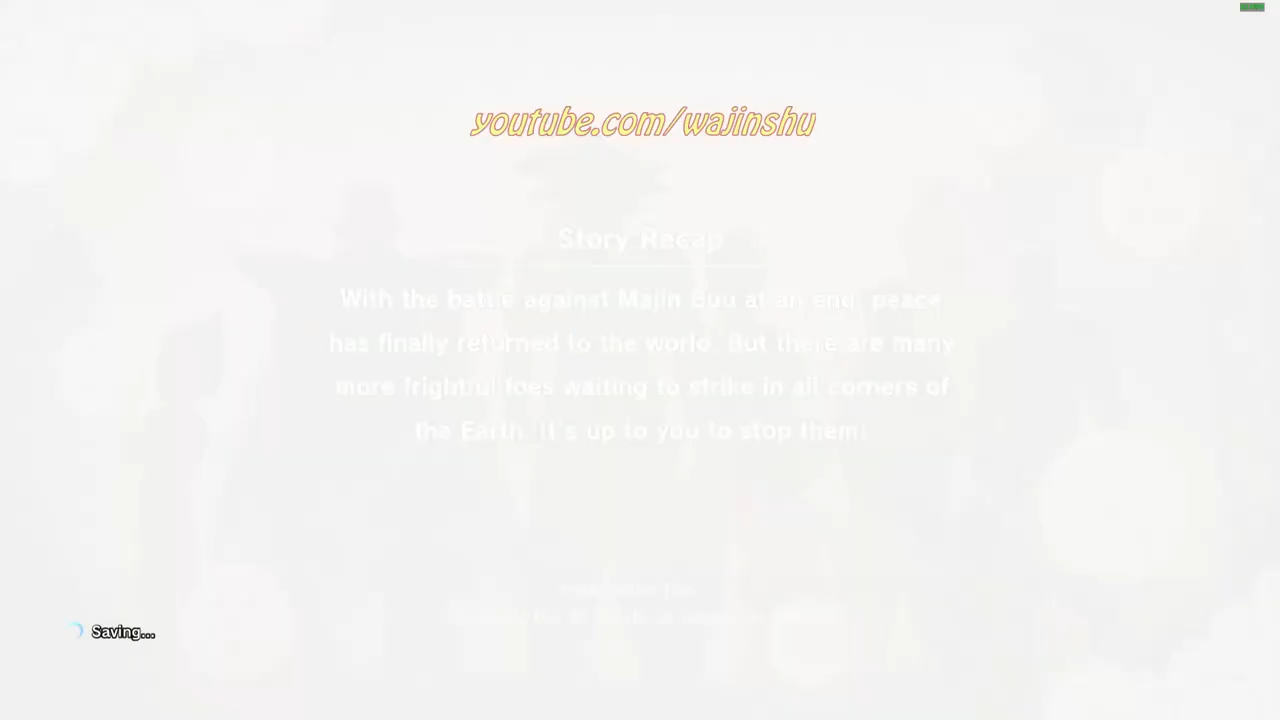 youtube.com/wajinshu
Story Recap
With the battle against Majin Buu at an end, peace
has finally returned to the world. But there are many
more frightful foes waiting to strike in all corners of
the Earth. It's up to you to stop them!
Saving...